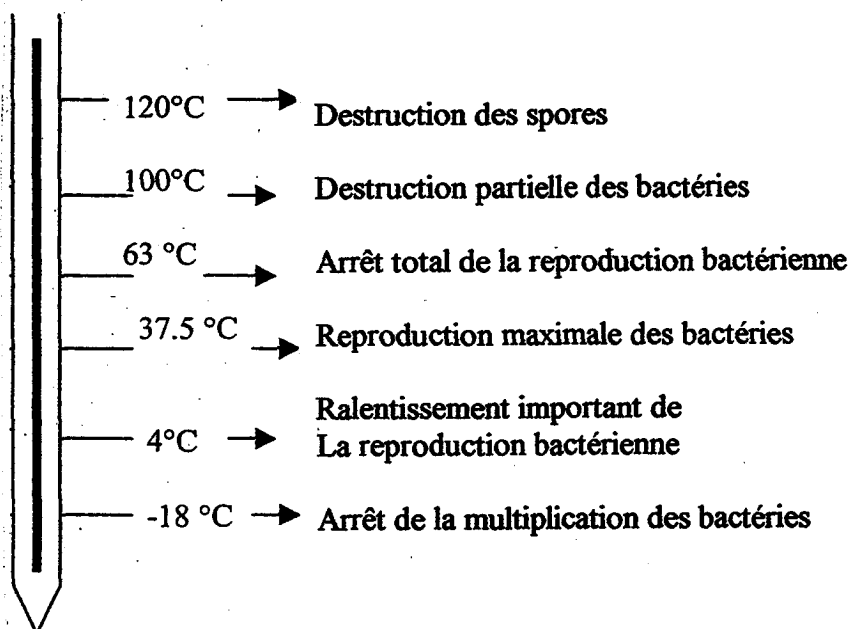 120°C Destruction des spores
100°C Destruction partielle des bactéries
63 °C Arrêt total de la reproduction bactérienne
37.5 °C Reproduction maximale des bactéries
Ralentissement important de
4°C La reproduction bactérienne
-18 °C Arrêt de la multiplication des bactéries